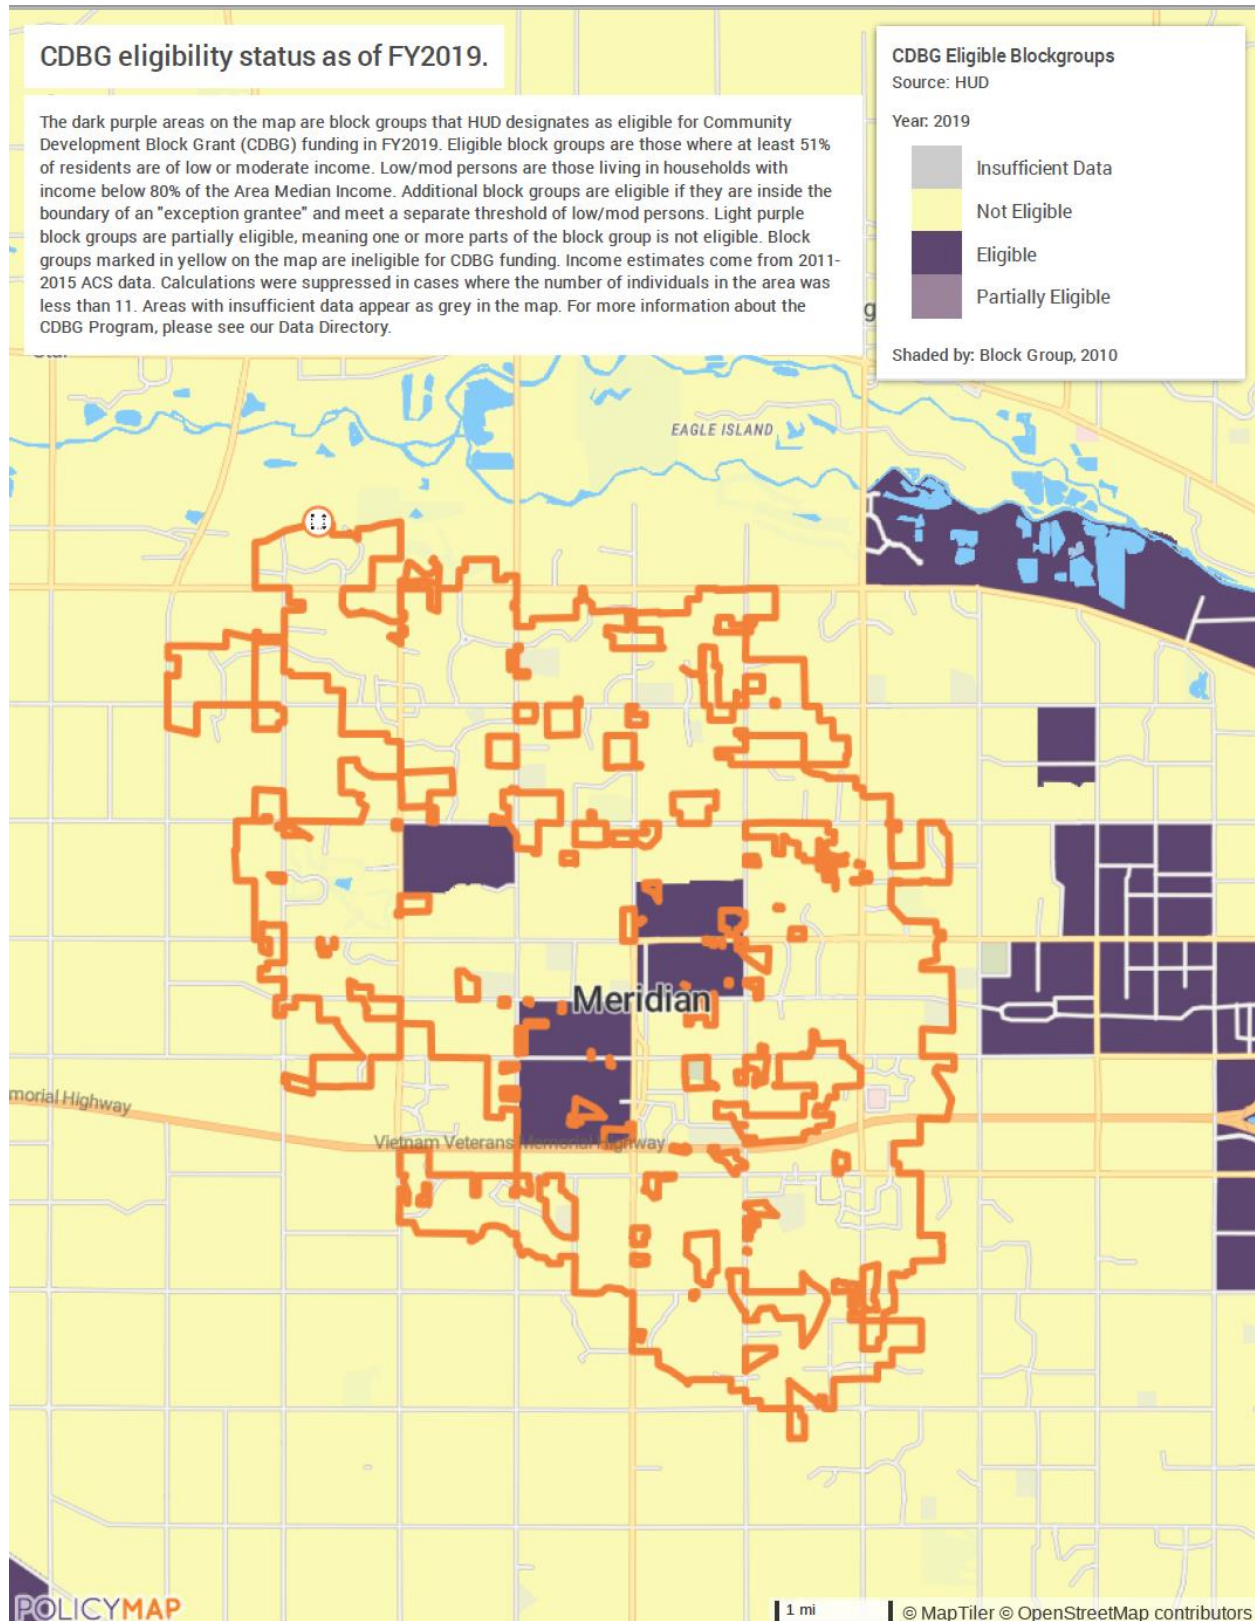 CDBG eligibility status as of FY2019.
The dark purple areas on the map are block groups that HUD designates as eligible for Community
Development Block Grant (CDBG) funding in FY2019. Eligible block groups are those where at least 51%
of residents are of low or moderate income. Low/mod persons are those living in households with
income below 80% of the Area Median Income. Additional block groups are eligible if they are inside the
boundary of an "exception grantee" and meet a separate threshold of low/mod persons. Light purple
block groups are partially eligible, meaning one or more parts of the block group is not eligible. Block
groups marked in yellow on the map are ineligible for CDBG funding. Income estimates come from 2011-
2015 ACS data. Calculations were suppressed in cases where the number of individuals in the area was
less than 11. Areas with insufficient data appear as grey in the map. For more information about the
CDBG Program, please see our Data Directory.
CDBG Eligible Blockgroups
Source: HUD
Year: 2019
Insufficient Data
Not Eligible
Eligible
Partially Eligible
Shaded by: Block Group, 2010
EAGLE ISLAND
Meridian
morial Highway
Vietnam Veterans Memorial Highway
POLICYMAP
1 mi
© MapTiler © OpenStreetMap contributors